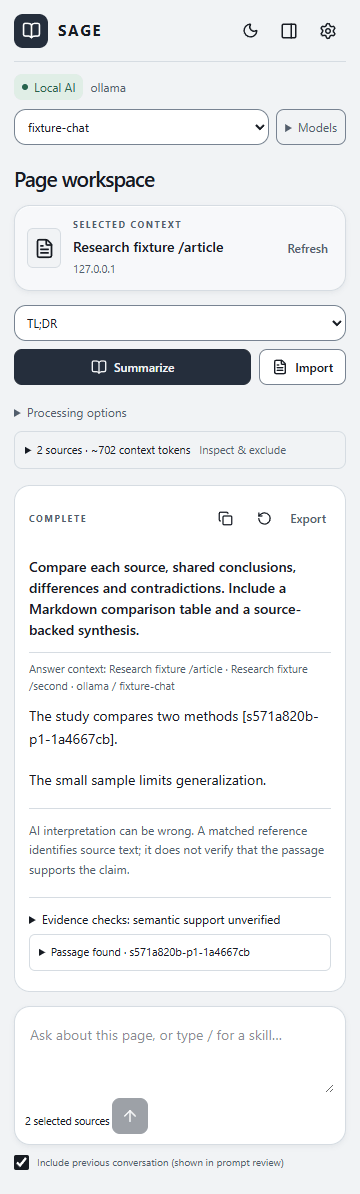 SAGE
Local AI ollama
fixture-chat
Models
Page workspace
SELECTED CONTEXT
Research fixture /article
127.0.0.1
Refresh
TL;DR
Summarize
Import
Processing options
2 sources · ~702 context tokens Inspect & exclude
COMPLETE
Export
Compare each source, shared conclusions,
differences and contradictions. Include a
Markdown comparison table and a source-
backed synthesis.
Answer context: Research fixture /article · Research fixture
/second · ollama / fixture-chat
The study compares two methods [s571a820b-
p1-1a4667cb].
The small sample limits generalization.
AI interpretation can be wrong. A matched reference
identifies source text; it does not verify that the passage
supports the claim.
Evidence checks: semantic support unverified
Passage found · s571a820b-p1-1a4667cb
Ask about this page, or type / for a skill...
2 selected sources
Include previous conversation (shown in prompt review)